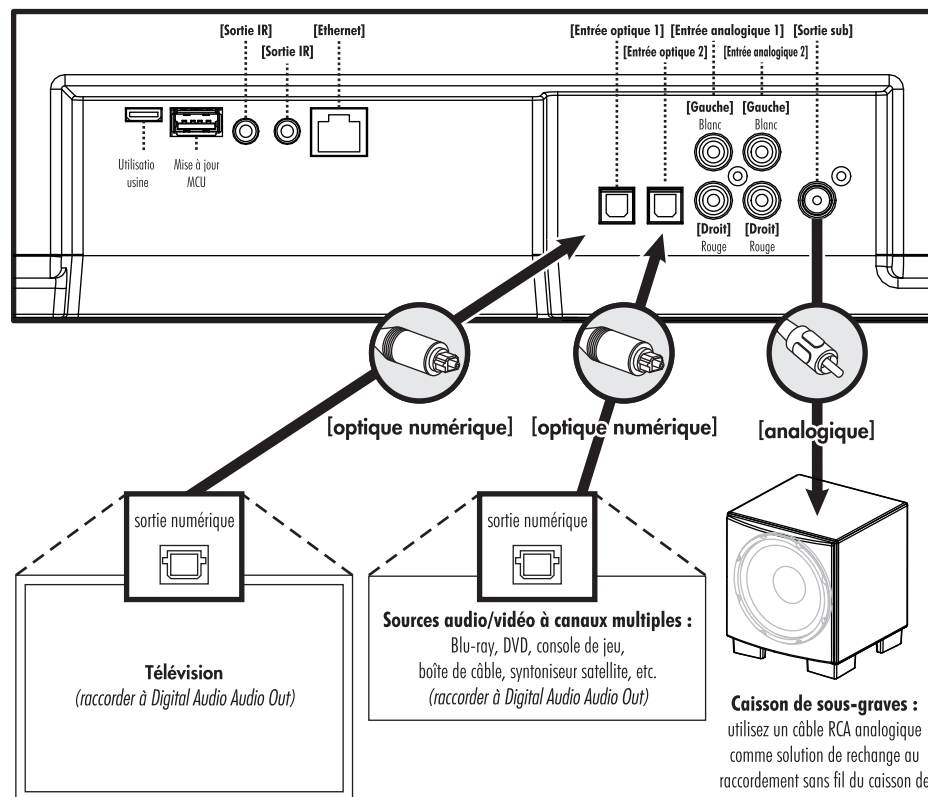 [Sortie IR]
[Ethernet]
[Sortie IR]
[Entrée optique 1]
[Entrée analogique 1]
[Sortie sub]
[Entrée optique 2]
[Entrée analogique 2]
[Gauche]
Blanc
[Gauche]
Blanc
Utilisatio
usine
Mise à jour
MCU
[Droit]
Rouge
[Droit]
Rouge
[optique numérique]
[optique numérique]
[analogique]
sortie numérique
sortie numérique
Télévision
(raccorder à Digital Audio Audio Out)
Sources audio/vidéo à canaux multiples :
Blu-ray, DVD, console de jeu,
boîte de câble, syntoniseur satellite, etc.
(raccorder à Digital Audio Audio Out)
Caisson de sous-graves :
utilisez un câble RCA analogique
comme solution de rechange au
raccordement sans fil du caisson de